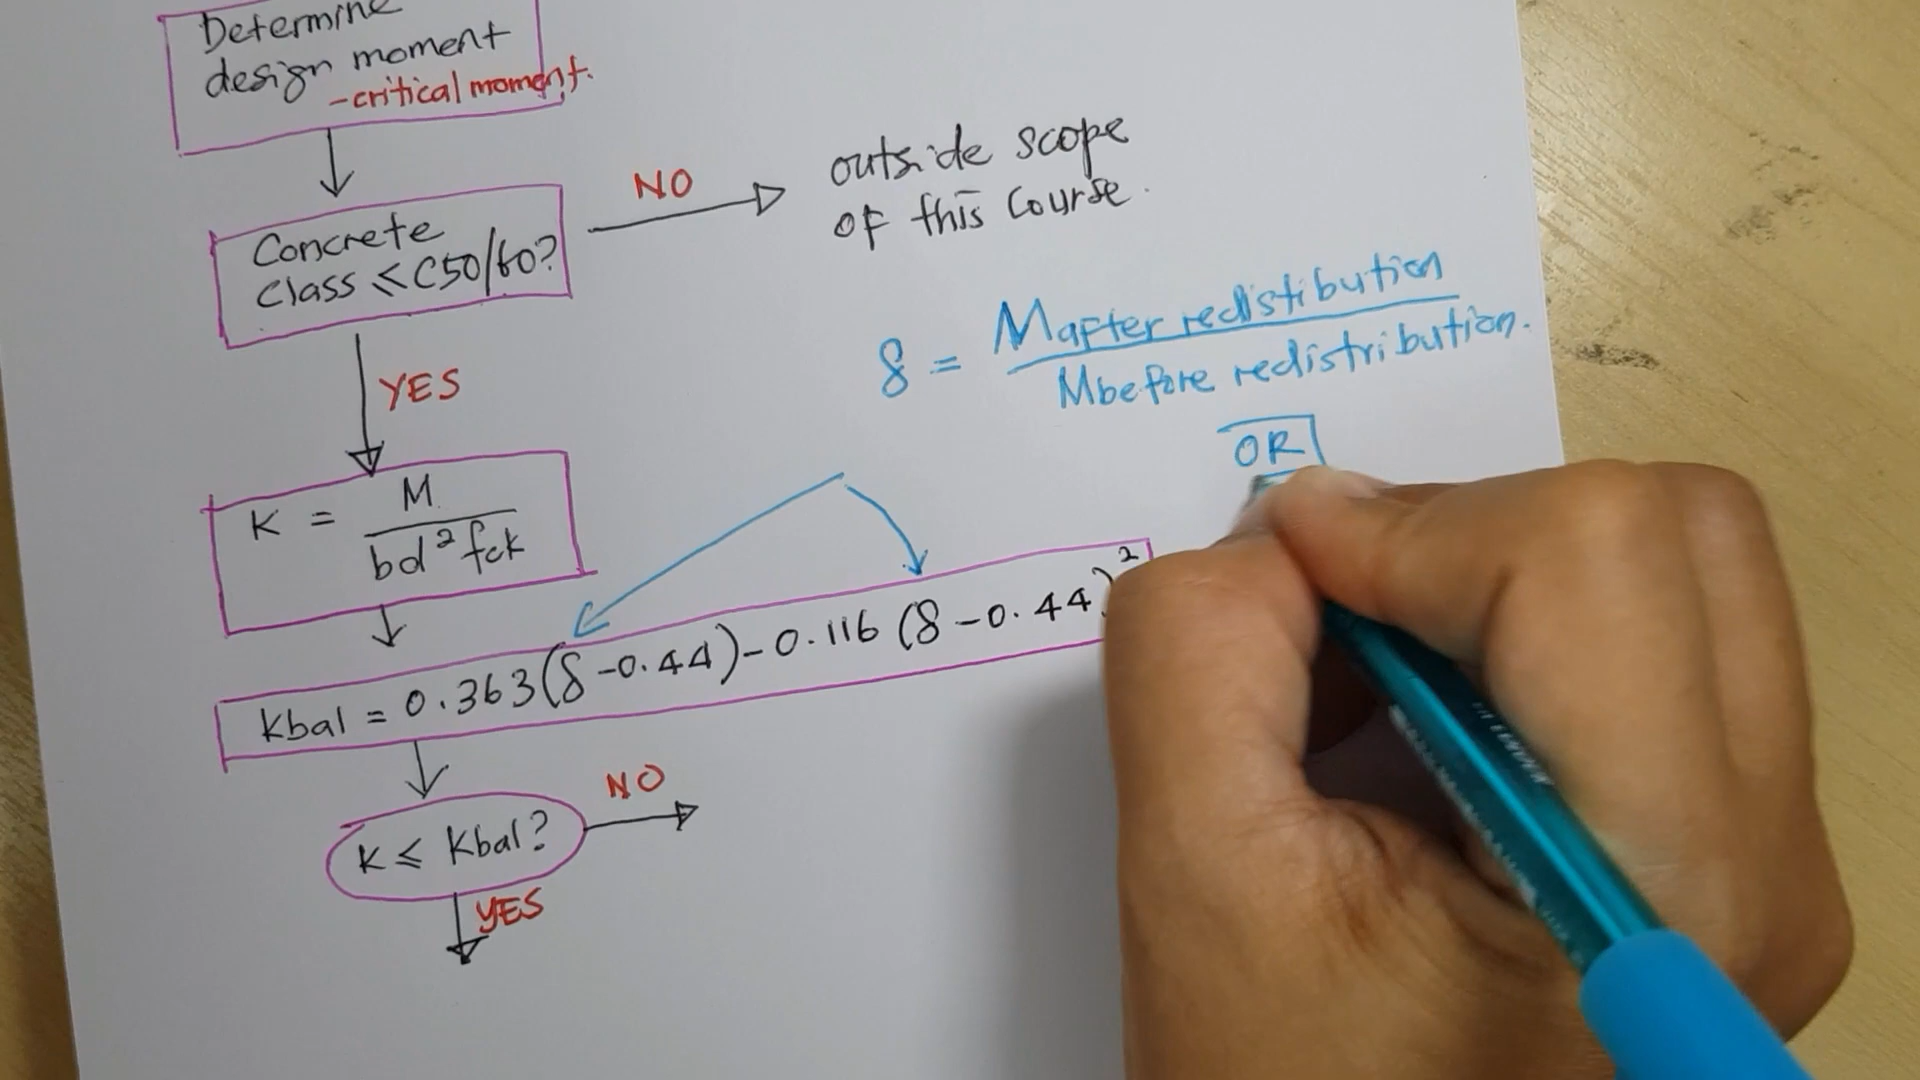 Determine
design moment
-critical moment.
Concrete
class ≤ C50/60?
NO
outside scope
of this course.
YES
δ = Mafter redistibution / Mbefore redistribution.
OR
K = M / bd²fck
Kbal = 0.363(δ-0.44)-0.116(δ-0.44)²
K ≤ Kbal?
NO
YES